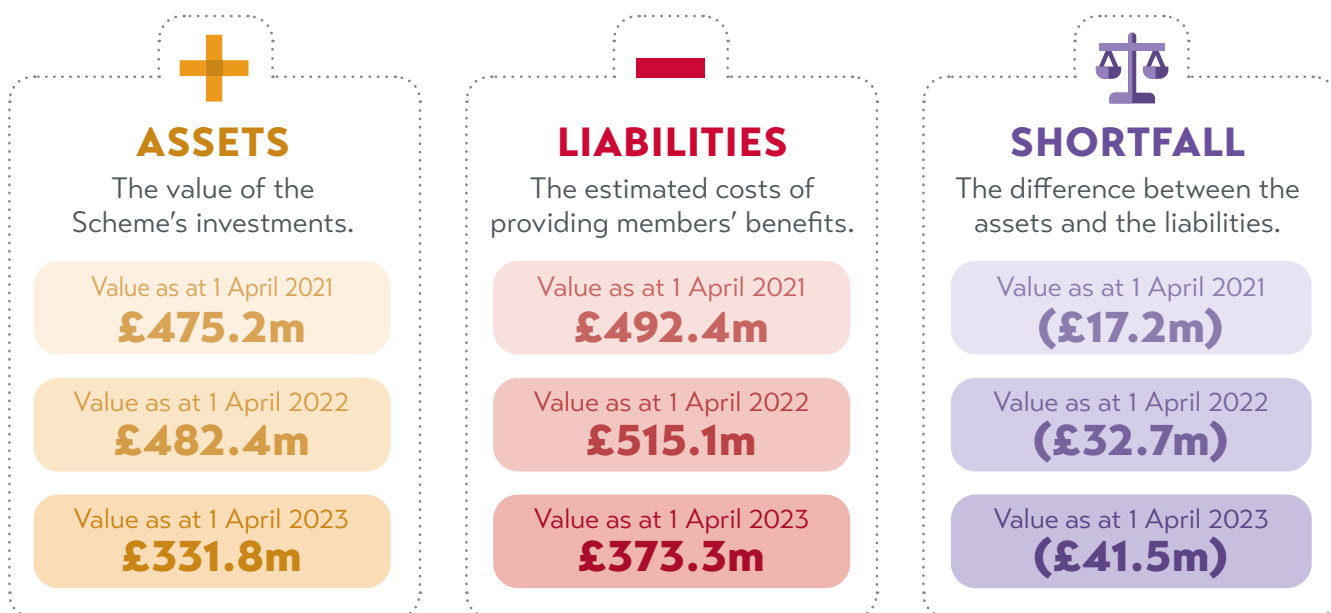 ASSETS
The value of the
Scheme’s investments.
Value as at 1 April 2021
£475.2m
Value as at 1 April 2022
£482.4m
Value as at 1 April 2023
£331.8m
LIABILITIES
The estimated costs of
providing members’ benefits.
Value as at 1 April 2021
£492.4m
Value as at 1 April 2022
£515.1m
Value as at 1 April 2023
£373.3m
SHORTFALL
The difference between the
assets and the liabilities.
Value as at 1 April 2021
(£17.2m)
Value as at 1 April 2022
(£32.7m)
Value as at 1 April 2023
(£41.5m)